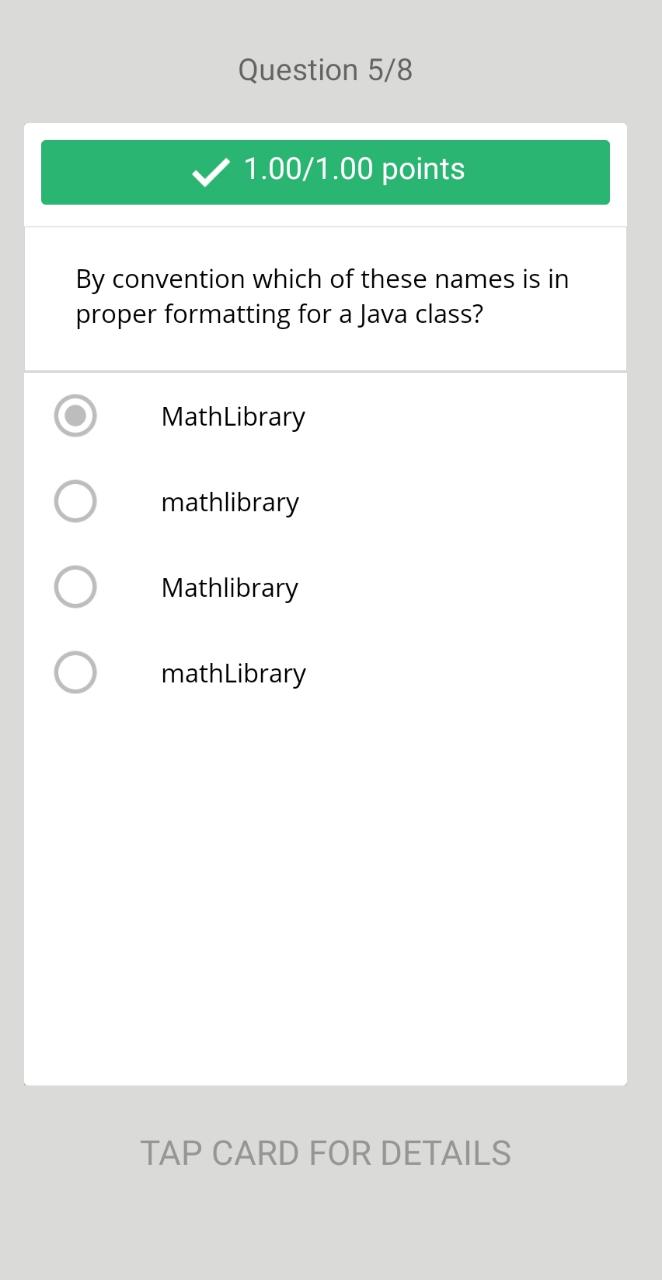 Question 5/8
1.00/1.00 points
By convention which of these names is in
proper formatting for a Java class?
MathLibrary
mathlibrary
Mathlibrary
mathLibrary
TAP CARD FOR DETAILS